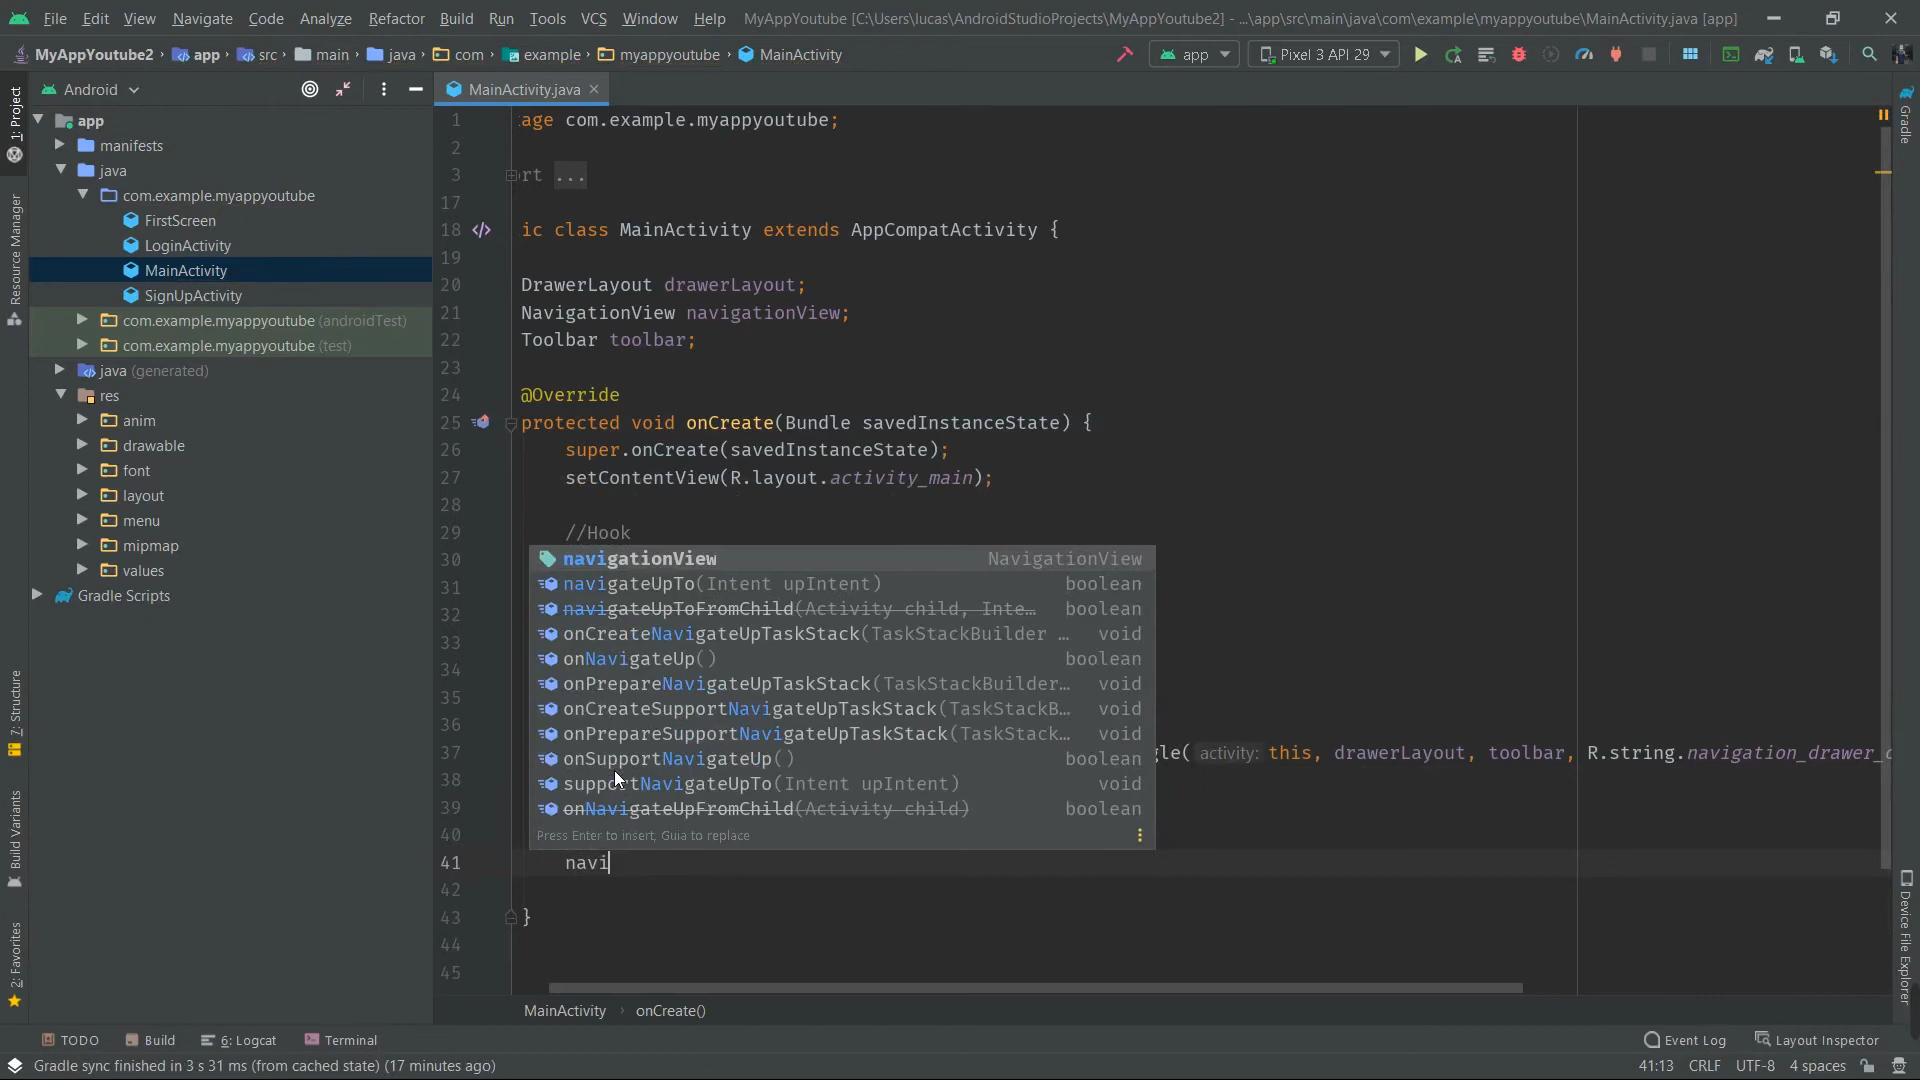 File Edit View Navigate Code Analyze Refactor Build Run Tools VCS Window Help MyAppYoutube [C:\Users\lucas\AndroidStudioProjects\MyAppYoutube2] - ...\app\src\main\java\com\example\myappyoutube\MainActivity.java [app]
MyAppYoutube2 app src main java com example myappyoutube MainActivity app Pixel 3 API 29
Android
MainActivity.java
1: Project
Resource Manager
7: Structure
Build Variants
2: Favorites
app
manifests
java
com.example.myappyoutube
FirstScreen
LoginActivity
MainActivity
SignUpActivity
com.example.myappyoutube (androidTest)
com.example.myappyoutube (test)
java (generated)
res
anim
drawable
font
layout
menu
mipmap
values
Gradle Scripts
1 age com.example.myappyoutube;
2
3 rt ...
17
18 ic class MainActivity extends AppCompatActivity {
19
20 DrawerLayout drawerLayout;
21 NavigationView navigationView;
22 Toolbar toolbar;
23
24 @Override
25 protected void onCreate(Bundle savedInstanceState) {
26 super.onCreate(savedInstanceState);
27 setContentView(R.layout.activity_main);
28
29 //Hook
30
31
32
33
34
35
36
37 gle( activity: this, drawerLayout, toolbar, R.string.navigation_drawer_
38
39
40
41 navi
42
43 }
44
45
navigationView NavigationView
navigateUpTo(Intent upIntent) boolean
navigateUpToFromChild(Activity child, Inte… boolean
onCreateNavigateUpTaskStack(TaskStackBuilder … void
onNavigateUp() boolean
onPrepareNavigateUpTaskStack(TaskStackBuilder… void
onCreateSupportNavigateUpTaskStack(TaskStackB… void
onPrepareSupportNavigateUpTaskStack(TaskStack… void
onSupportNavigateUp() boolean
supportNavigateUpTo(Intent upIntent) void
onNavigateUpFromChild(Activity child) boolean
Press Enter to insert, Guia to replace
Gradle
Device File Explorer
MainActivity › onCreate()
TODO Build 6: Logcat Terminal Event Log Layout Inspector
Gradle sync finished in 3 s 31 ms (from cached state) (17 minutes ago) 41:13 CRLF UTF-8 4 spaces